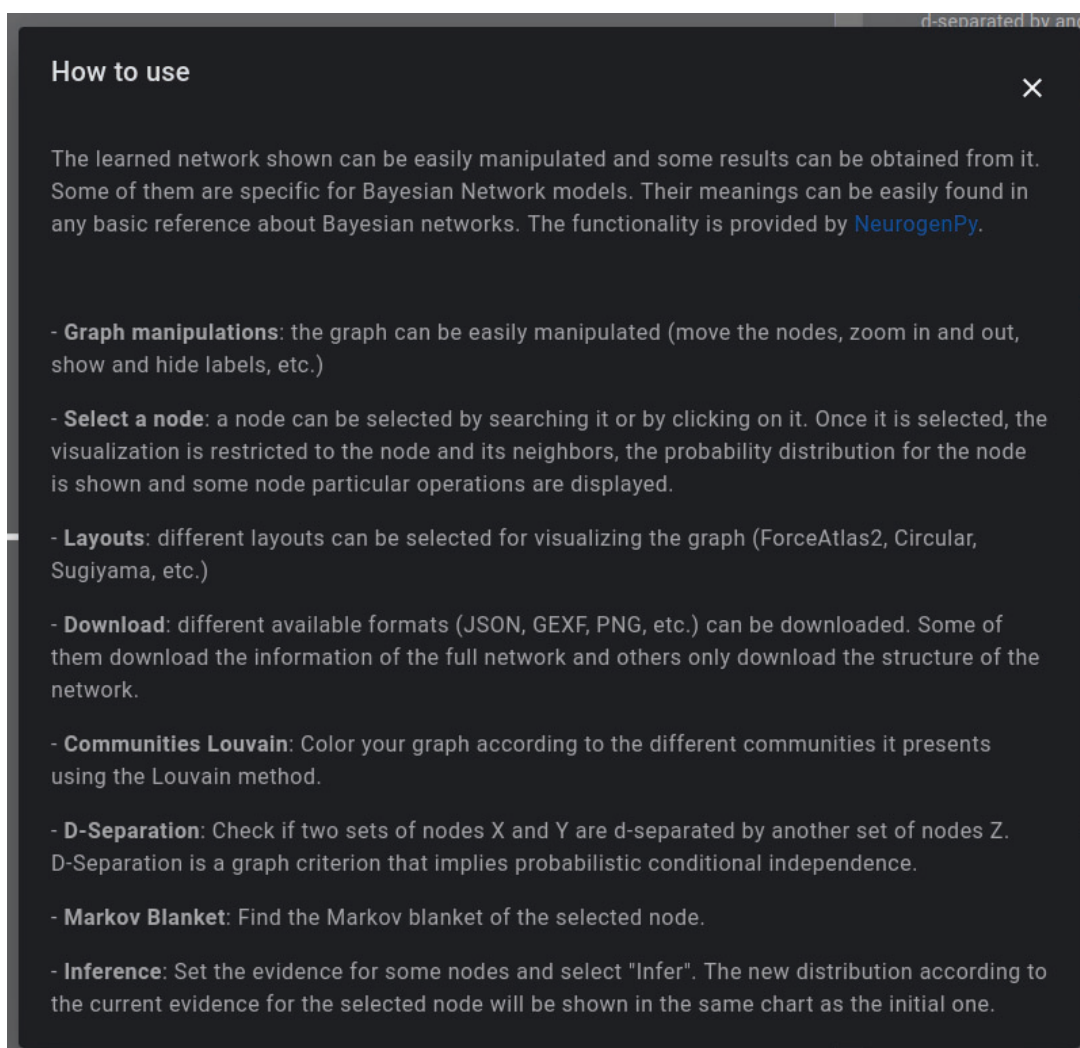 d-separated by
How to use
The learned network shown can be easily manipulated and some results can be obtained from it.
Some of them are specific for Bayesian Network models. Their meanings can be easily found in
any basic reference about Bayesian networks. The functionality is provided by NeurogenPy.
- Graph manipulations: the graph can be easily manipulated (move the nodes, zoom in and out,
show and hide labels, etc.)
- Select a node: a node can be selected by searching it or by clicking on it. Once it is selected, the
visualization is restricted to the node and its neighbors, the probability distribution for the node
is shown and some node particular operations are displayed.
- Layouts: different layouts can be selected for visualizing the graph (ForceAtlas2, Circular,
Sugiyama, etc.)
- Download: different available formats (JSON, GEXF, PNG, etc.) can be downloaded. Some of
them download the information of the full network and others only download the structure of the
network.
- Communities Louvain: Color your graph according to the different communities it presents
using the Louvain method.
- D-Separation: Check if two sets of nodes X and Y are d-separated by another set of nodes Z.
D-Separation is a graph criterion that implies probabilistic conditional independence.
- Markov Blanket: Find the Markov blanket of the selected node.
- Inference: Set the evidence for some nodes and select "Infer". The new distribution according to
the current evidence for the selected node will be shown in the same chart as the initial one.